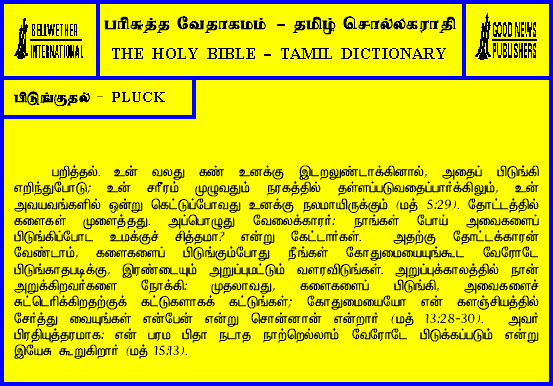 BELLWETHER
INTERNATIONAL
பரிசுத்த வேதாகமம் – தமிழ் சொல்லகராதி
THE HOLY BIBLE – TAMIL DICTIONARY
GOOD NEWS
PUBLISHERS
பிடுங்குதல் - PLUCK
பறித்தல். உன் வலது கண் உனக்கு இடறலுண்டாக்கினால், அதைப் பிடுங்கி
எறிந்துபோடு; உன் சரீரம் முழுவதும் நரகத்தில் தள்ளப்படுவதைப்பார்க்கிலும், உன்
அவயவங்களில் ஒன்று கெட்டுப்போவது உனக்கு நலமாயிருக்கும் (மத் 5:29). தோட்டத்தில்
களைகள் முளைத்தது. அப்பொழுது வேலைக்காரர்: நாங்கள் போய் அவைகளைப்
பிடுங்கிப்போட உமக்குச் சித்தமா? என்று கேட்டார்கள். அதற்கு தோட்டக்காரன்
வேண்டாம், களைகளைப் பிடுங்கும்போது நீங்கள் கோதுமையையுங்கூட வேரோடே
பிடுங்காதபடிக்கு, இரண்டையும் அறுப்புமட்டும் வளரவிடுங்கள். அறுப்புக்காலத்தில் நான்
அறுக்கிறவர்களை நோக்கி: முதலாவது, களைகளைப் பிடுங்கி, அவைகளைச்
சுட்டெரிக்கிறதற்குக் கட்டுகளாகக் கட்டுங்கள்; கோதுமையையோ என் களஞ்சியத்தில்
சேர்த்து வையுங்கள் என்பேன் என்று சொன்னான் என்றார் (மத் 13:28-30). அவர்
பிரதியுத்தரமாக: என் பரம பிதா நடாத நாற்றெல்லாம் வேரோடே பிடுக்கப்படும் என்று
இயேசு கூறுகிறார் (மத் 15:13).